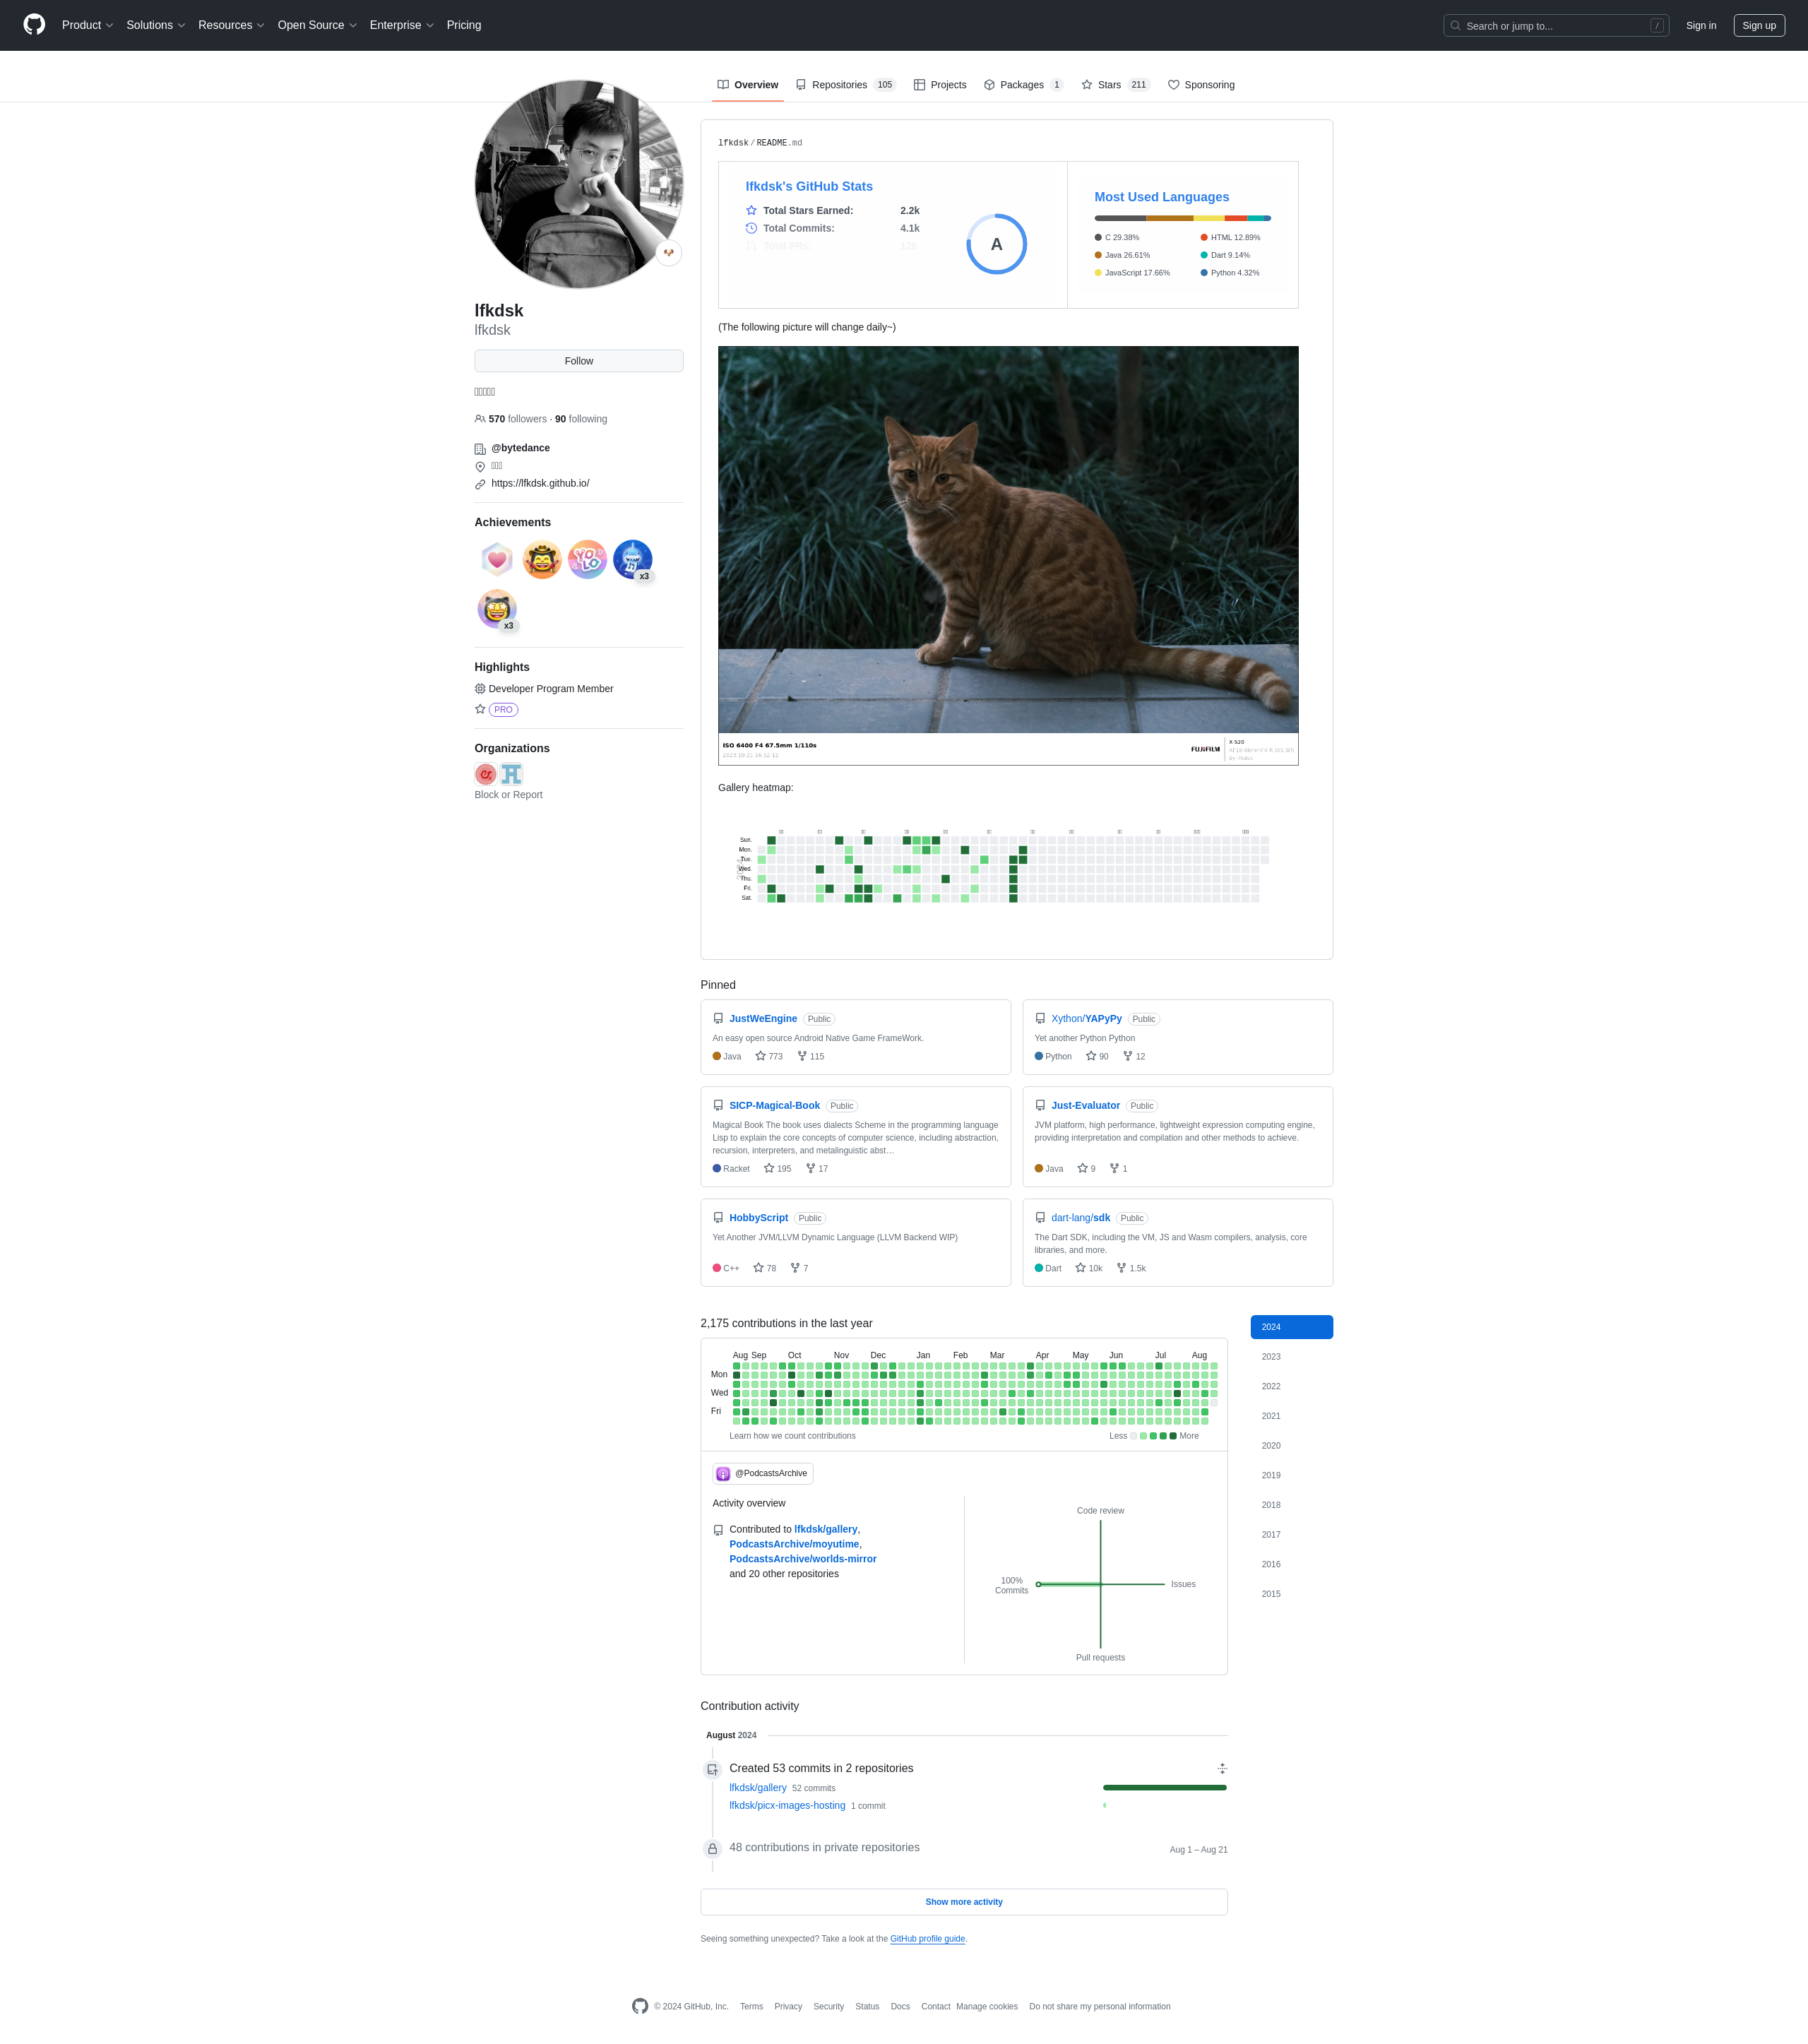 Product Solutions Resources Open Source Enterprise Pricing Search or jump to... / Sign in Sign up
Overview Repositories 105 Projects Packages 1 Stars 211 Sponsoring
lfkdsk
lfkdsk
Follow
570 followers · 90 following
@bytedance
https://lfkdsk.github.io/
Achievements
YOLO
x3
x3
Highlights
Developer Program Member
PRO
Organizations
Block or Report
lfkdsk / README.md
lfkdsk's GitHub Stats
Total Stars Earned: 2.2k
Total Commits: 4.1k
Total PRs:
A
Most Used Languages
C 29.38% HTML 12.89%
Java 26.61% Dart 9.14%
JavaScript 17.66% Python 4.32%
(The following picture will change daily~)
ISO 6400 F4 67.5mm 1/110s
FUJIFILM
X-S20
Gallery heatmap:
Sun.
Mon.
Tue.
Wed.
Thu.
Fri.
Sat.
Pinned
JustWeEngine Public
An easy open source Android Native Game FrameWork.
Java 773 115
Xython/YAPyPy Public
Yet another Python Python
Python 90 12
SICP-Magical-Book Public
Magical Book The book uses dialects Scheme in the programming language
Lisp to explain the core concepts of computer science, including abstraction,
recursion, interpreters, and metalinguistic abst…
Racket 195 17
Just-Evaluator Public
JVM platform, high performance, lightweight expression computing engine,
providing interpretation and compilation and other methods to achieve.
Java 9 1
HobbyScript Public
Yet Another JVM/LLVM Dynamic Language (LLVM Backend WIP)
C++ 78 7
dart-lang/sdk Public
The Dart SDK, including the VM, JS and Wasm compilers, analysis, core
libraries, and more.
Dart 10k 1.5k
2,175 contributions in the last year
Aug Sep Oct Nov Dec Jan Feb Mar Apr May Jun Jul Aug
Mon
Wed
Fri
Learn how we count contributions
Less More
@PodcastsArchive
Activity overview
Contributed to lfkdsk/gallery,
PodcastsArchive/moyutime,
PodcastsArchive/worlds-mirror
and 20 other repositories
Code review
100%
Commits
Issues
Pull requests
2024
2023
2022
2021
2020
2019
2018
2017
2016
2015
Contribution activity
August 2024
Created 53 commits in 2 repositories
lfkdsk/gallery 52 commits
lfkdsk/picx-images-hosting 1 commit
48 contributions in private repositories Aug 1 – Aug 21
Show more activity
Seeing something unexpected? Take a look at the GitHub profile guide.
© 2024 GitHub, Inc. Terms Privacy Security Status Docs Contact Manage cookies Do not share my personal information